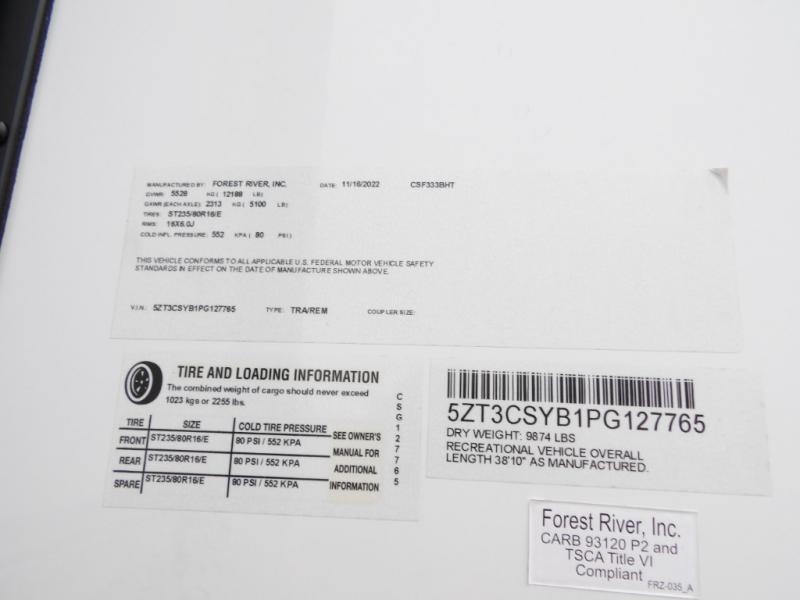 MANUFACTURED BY: FOREST RIVER, INC. DATE: 11/16/2022 CSF333BHT
GVWR: 5528 KG ( 12188 LB)
GAWR (EACH AXLE): 2313 KG ( 5100 LB)
TIRES: ST235/80R16/E
RIMS: 16X6.0J
COLD INFL. PRESSURE: 552 KPA ( 80 PSI )
THIS VEHICLE CONFORMS TO ALL APPLICABLE U.S. FEDERAL MOTOR VEHICLE SAFETY
STANDARDS IN EFFECT ON THE DATE OF MANUFACTURE SHOWN ABOVE.
V.I.N.: 5ZT3CSYB1PG127765 TYPE: TRA/REM COUPLER SIZE:
TIRE AND LOADING INFORMATION
The combined weight of cargo should never exceed
1023 kgs or 2255 lbs.
TIRE SIZE COLD TIRE PRESSURE
FRONT ST235/80R16/E 80 PSI / 552 KPA
REAR ST235/80R16/E 80 PSI / 552 KPA
SPARE ST235/80R16/E 80 PSI / 552 KPA
SEE OWNER'S
MANUAL FOR
ADDITIONAL
INFORMATION
CSG127765
5ZT3CSYB1PG127765
DRY WEIGHT: 9874 LBS
RECREATIONAL VEHICLE OVERALL
LENGTH 38'10" AS MANUFACTURED.
Forest River, Inc.
CARB 93120 P2 and
TSCA Title VI
Compliant
FRZ-035_A